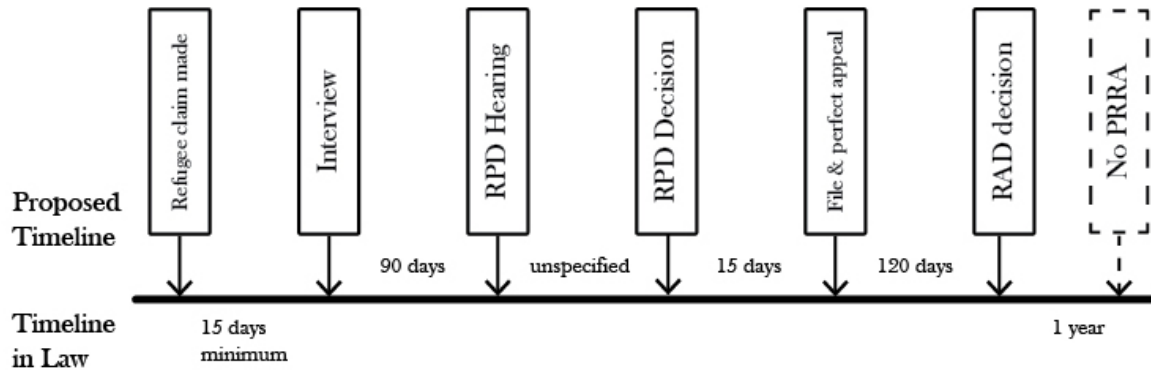 Refugee claim made
Interview
RPD Hearing
RPD Decision
File & perfect appeal
RAD decision
No PRRA
Proposed
Timeline
90 days
unspecified
15 days
120 days
Timeline
in Law
15 days
minimum
1 year